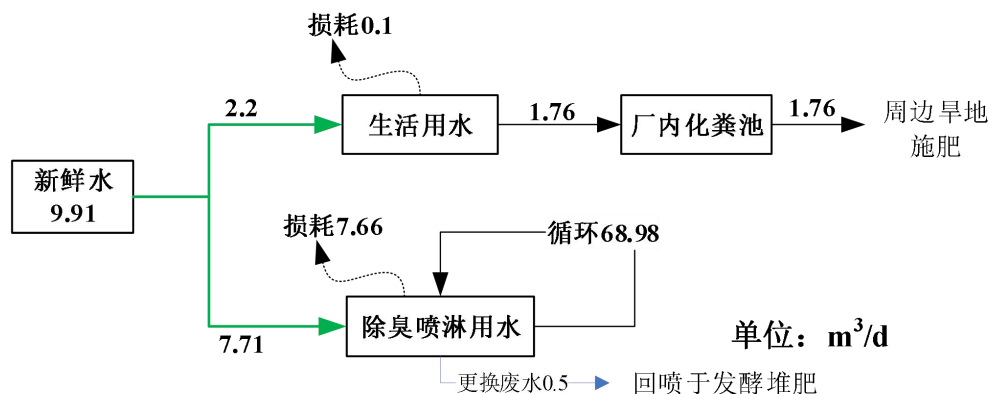 损耗0.1
2.2
生活用水
1.76
厂内化粪池
1.76
周边旱地
施肥
新鲜水
9.91
损耗7.66
循环68.98
7.71
除臭喷淋用水
单位：m³/d
更换废水0.5
回喷于发酵堆肥